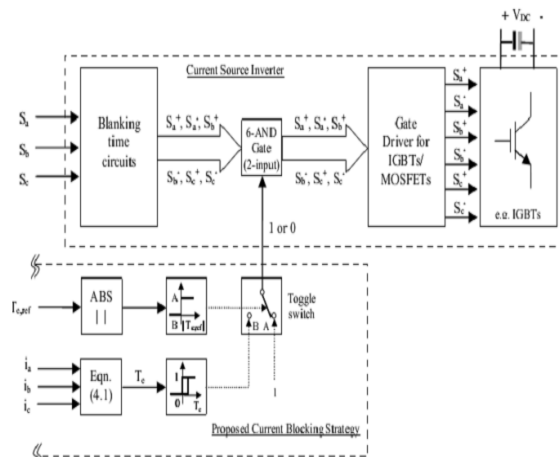 + V_DC -
Current Source Inverter
S_a
S_b
S_c
Blanking
time
circuits
S_a^+, S_a^-, S_b^+
S_b^-, S_c^+, S_c^-
6-AND
Gate
(2-input)
S_a^+, S_a^-, S_b^+
S_b^-, S_c^+, S_c^-
Gate
Driver for
IGBTs/
MOSFETs
S_a^+
S_a^-
S_b^+
S_b^-
S_c^+
S_c^-
e.g. IGBTs
1 or 0
T_e,ref
ABS
| |
A
B
|T_e,ref|
B A
Toggle
switch
i_a
i_b
i_c
Eqn.
(4.1)
T_e
1
0
T_e
1
Proposed Current Blocking Strategy